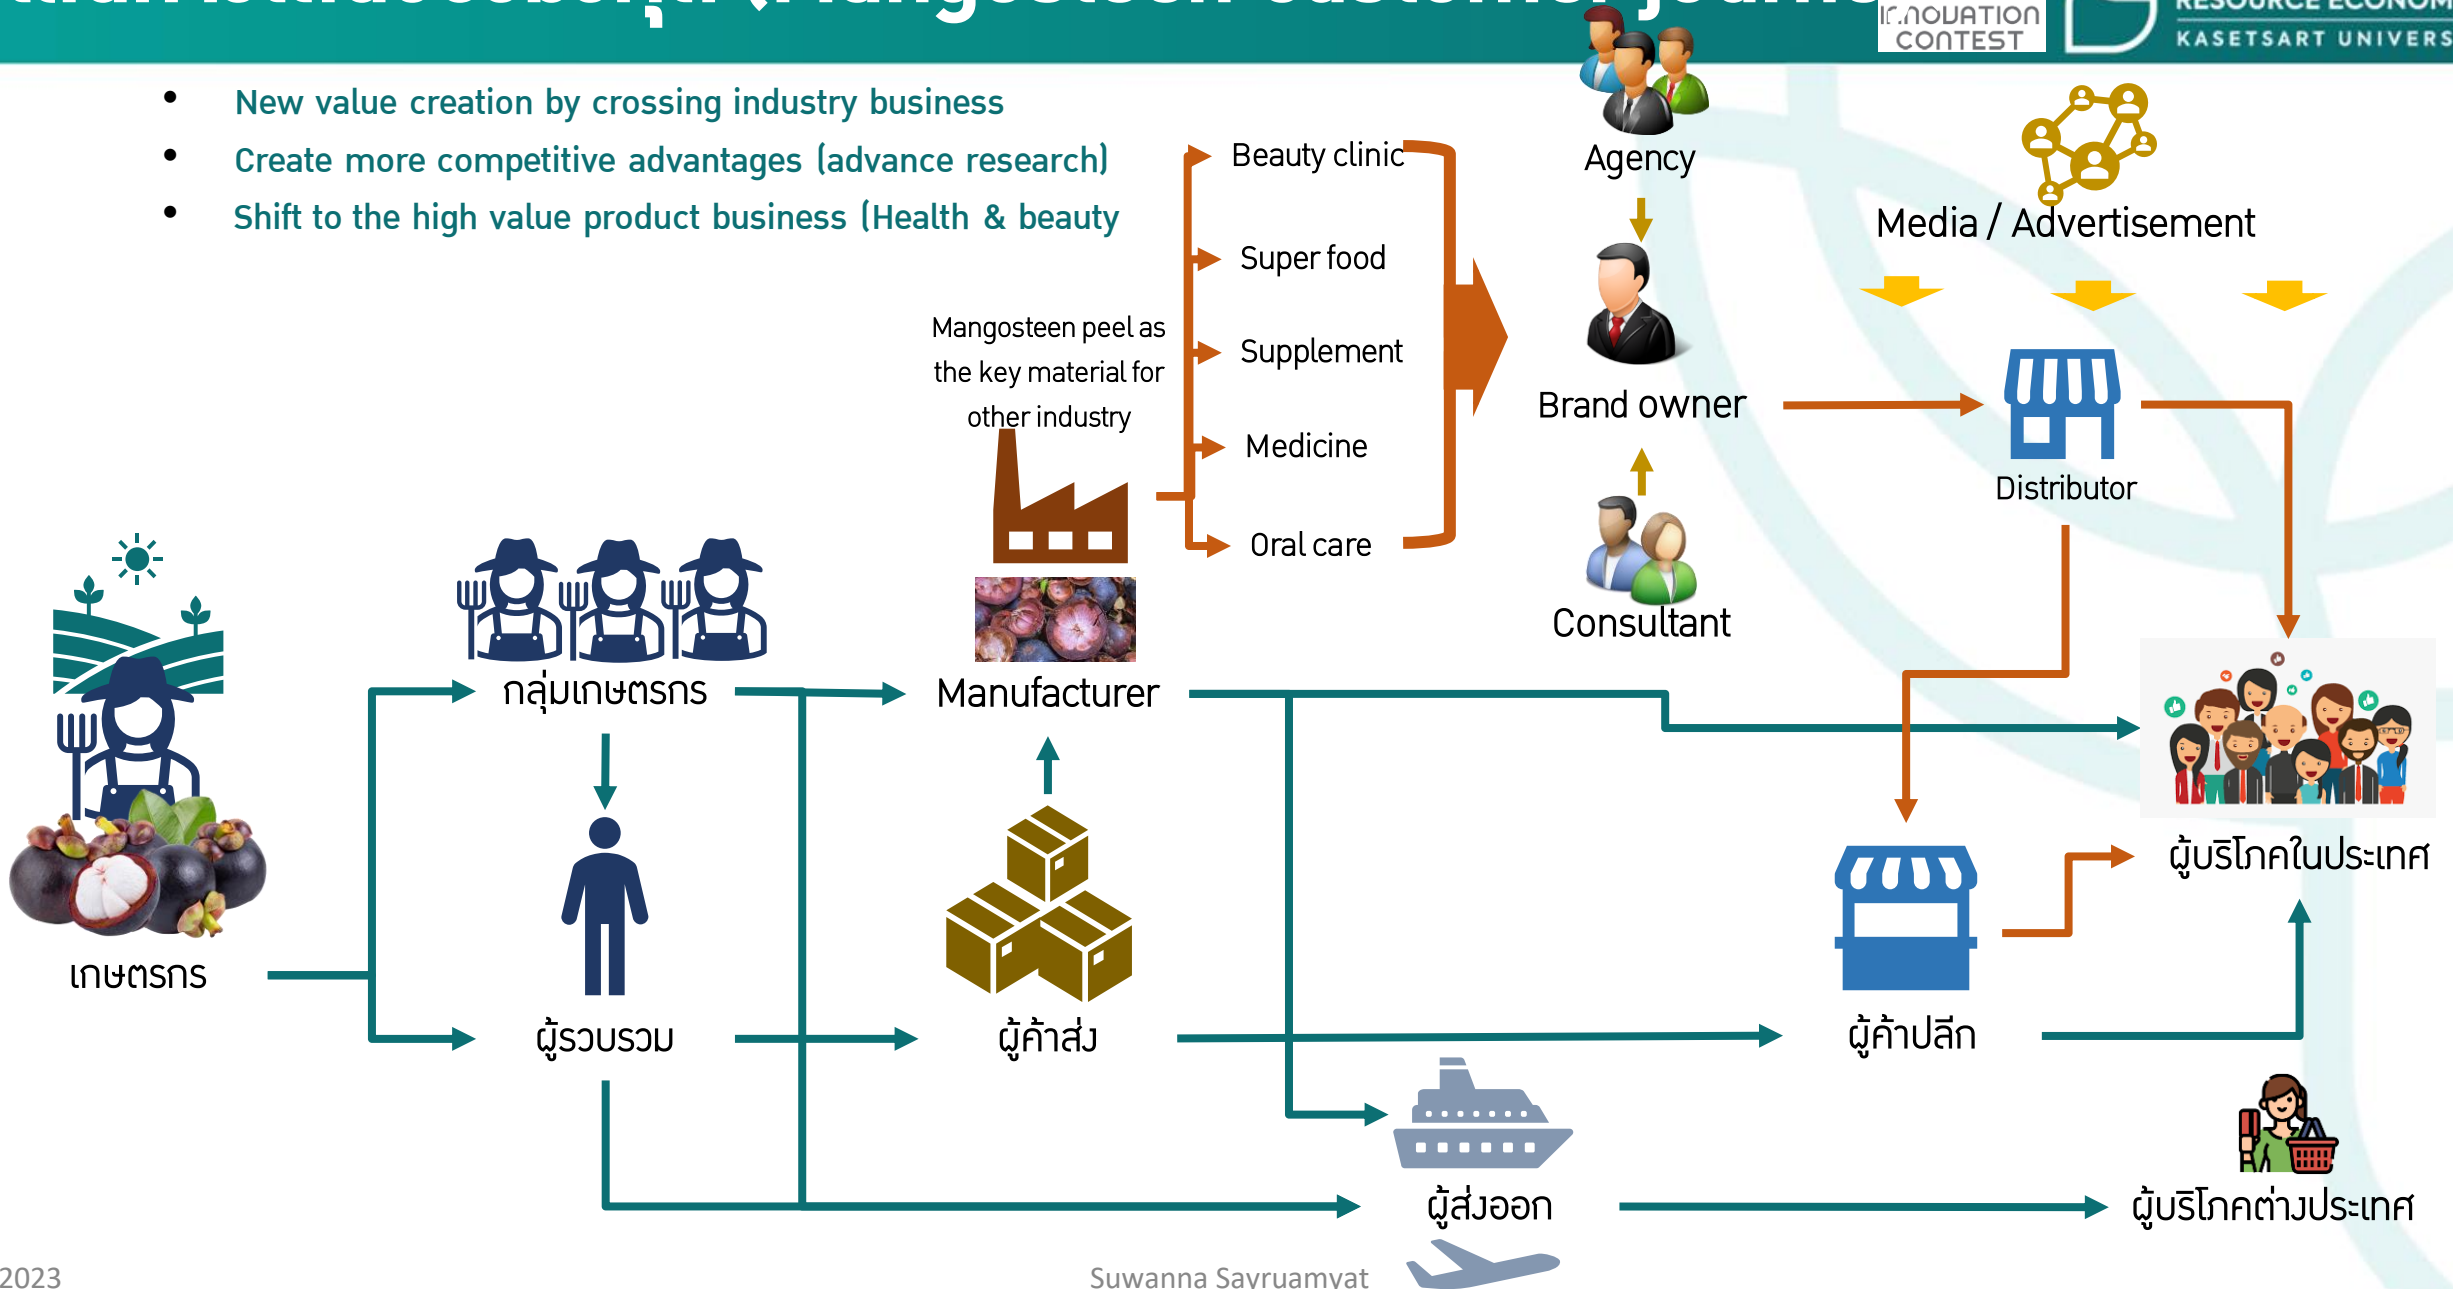 (Mangosteen customer
INNOVATION
CONTEST
RESOURCE ECONOM
KASETSART UNIVERS
• New value creation by crossing industry business
• Create more competitive advantages (advance research)
• Shift to the high value product business (Health & beauty
Agency
Media / Advertisement
Beauty clinic
Super food
Supplement
Medicine
Oral care
Mangosteen peel as
the key material for
other industry
Brand owner
Distributor
Consultant
กลุ่มเกษตรกร
Manufacturer
ผู้บริโภคในประเทศ
เกษตรกร
ผู้รวบรวม
ผู้ค้าส่ง
ผู้ค้าปลีก
ผู้ส่งออก
ผู้บริโภคต่างประเทศ
2023
Suwanna Sayruamyat